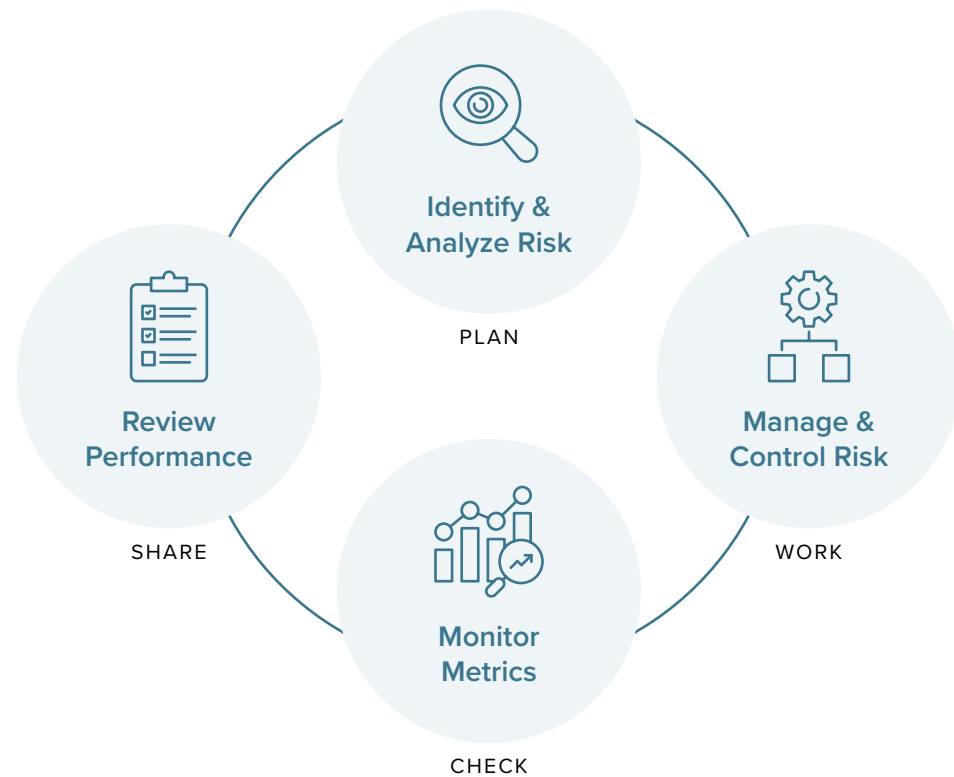 Identify &
Analyze Risk
PLAN
Manage &
Control Risk
WORK
Monitor
Metrics
CHECK
Review
Performance
SHARE